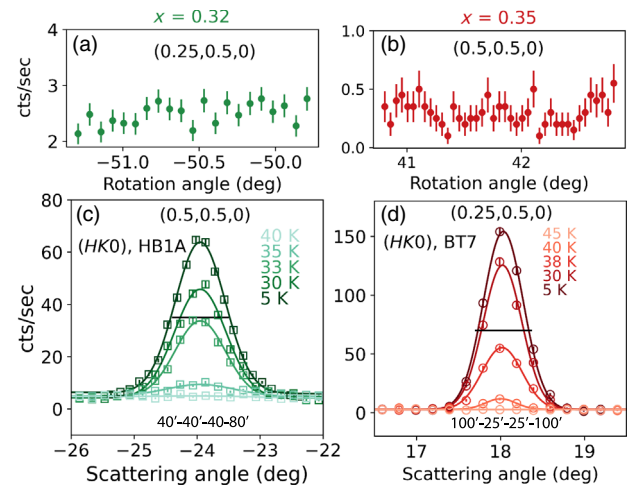 x = 0.32
x = 0.35
(a)
(0.25,0.5,0)
4
3
2
cts/sec
−51.0
−50.5
−50.0
Rotation angle (deg)
(b)
(0.5,0.5,0)
1.0
0.5
0.0
41
42
Rotation angle (deg)
(c)
(0.5,0.5,0)
(HK0), HB1A
40 K
35 K
33 K
30 K
5 K
80
60
40
20
0
cts/sec
40′-40′-40-80′
−26
−25
−24
−23
−22
Scattering angle (deg)
(d)
(0.25,0.5,0)
(HK0), BT7
45 K
40 K
38 K
30 K
5 K
150
100
50
0
100′-25′-25′-100′
17
18
19
Scattering angle (deg)